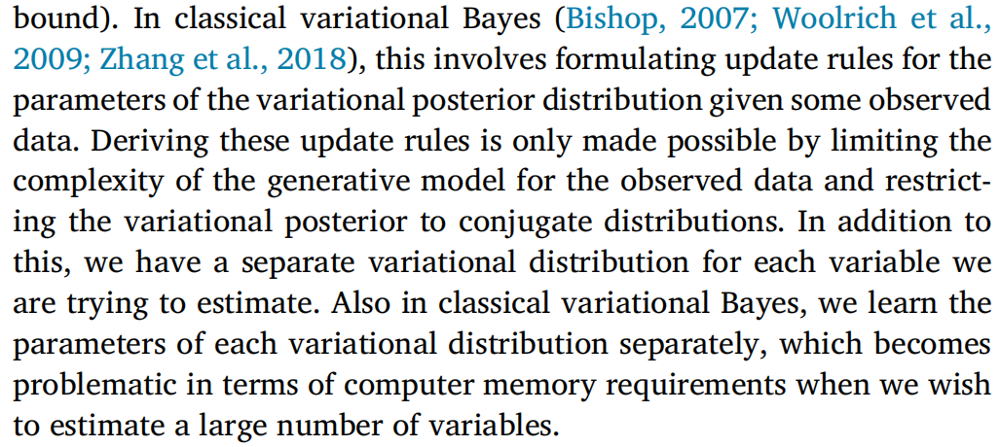 bound). In classical variational Bayes (Bishop, 2007; Woolrich et al.,
2009; Zhang et al., 2018), this involves formulating update rules for the
parameters of the variational posterior distribution given some observed
data. Deriving these update rules is only made possible by limiting the
complexity of the generative model for the observed data and restrict-
ing the variational posterior to conjugate distributions. In addition to
this, we have a separate variational distribution for each variable we
are trying to estimate. Also in classical variational Bayes, we learn the
parameters of each variational distribution separately, which becomes
problematic in terms of computer memory requirements when we wish
to estimate a large number of variables.